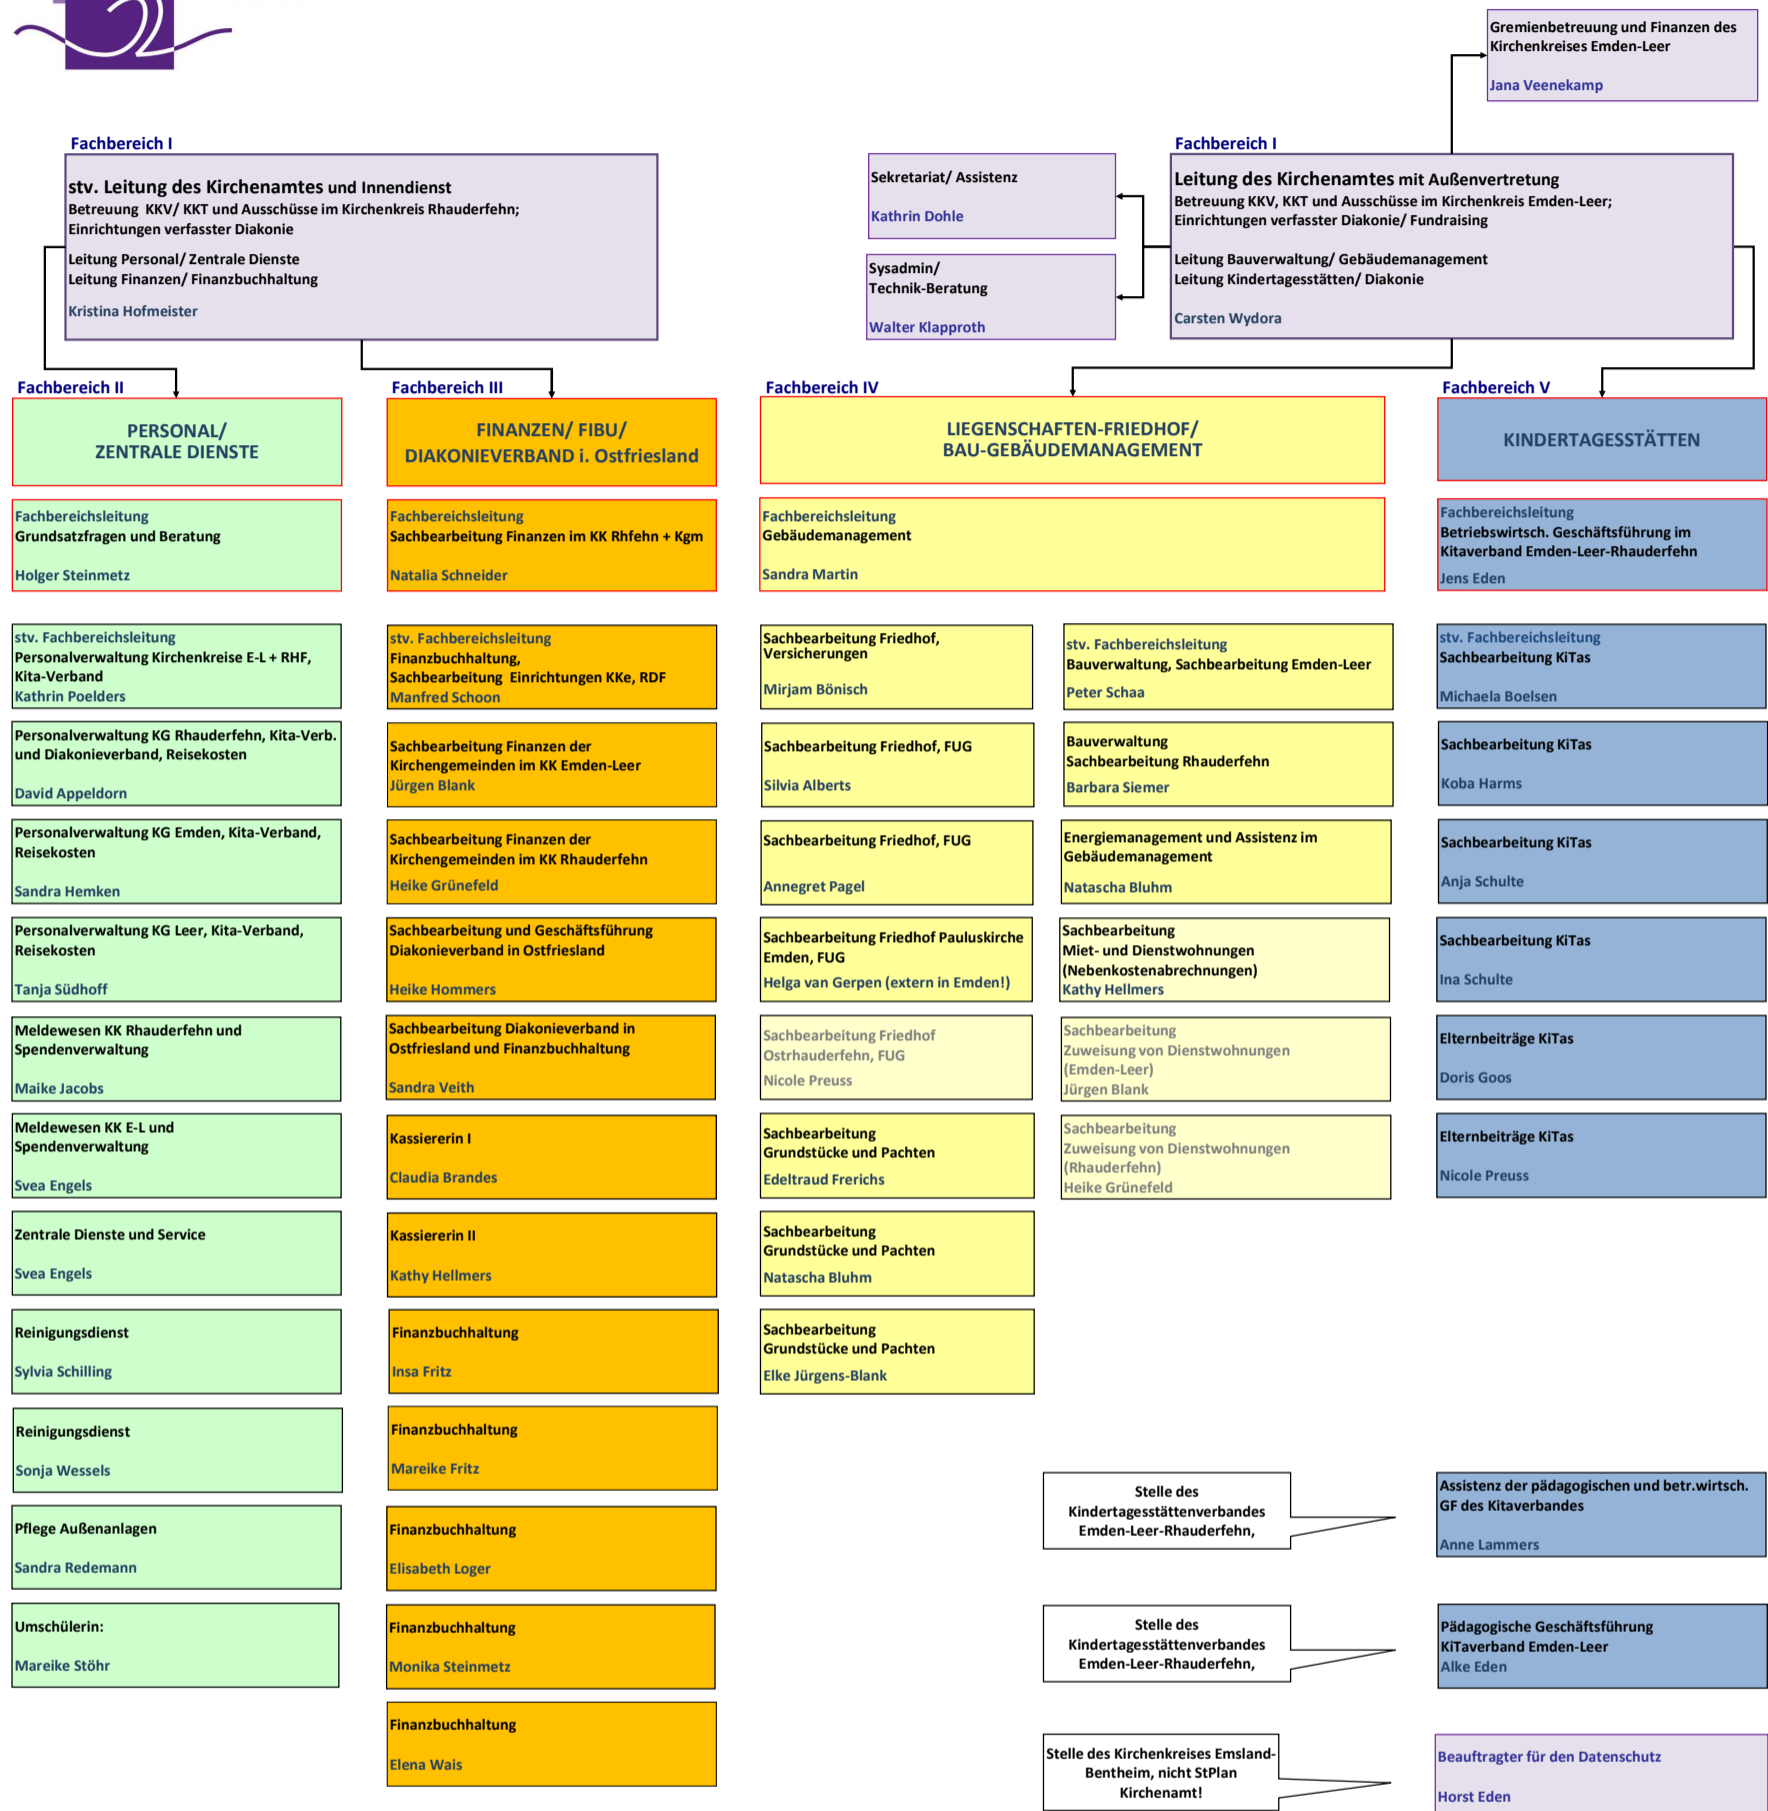 Gremienbetreuung und Finanzen des
Kirchenkreises Emden-Leer
Jana Veenekamp
Fachbereich I
stv. Leitung des Kirchenamtes und Innendienst
Betreuung KKV/ KKT und Ausschüsse im Kirchenkreis Rhauderfehn;
Einrichtungen verfasster Diakonie
Leitung Personal/ Zentrale Dienste
Leitung Finanzen/ Finanzbuchhaltung
Kristina Hofmeister
Sekretariat/ Assistenz
Kathrin Dohle
Sysadmin/
Technik-Beratung
Walter Klapproth
Fachbereich I
Leitung des Kirchenamtes mit Außenvertretung
Betreuung KKV, KKT und Ausschüsse im Kirchenkreis Emden-Leer;
Einrichtungen verfasster Diakonie/ Fundraising
Leitung Bauverwaltung/ Gebäudemanagement
Leitung Kindertagesstätten/ Diakonie
Carsten Wydora
Fachbereich II
PERSONAL/
ZENTRALE DIENSTE
Fachbereichsleitung
Grundsatzfragen und Beratung
Holger Steinmetz
stv. Fachbereichsleitung
Personalverwaltung Kirchenkreise E-L + RHF,
Kita-Verband
Kathrin Poelders
Personalverwaltung KG Rhauderfehn, Kita-Verb.
und Diakonieverband, Reisekosten
David Appeldorn
Personalverwaltung KG Emden, Kita-Verband,
Reisekosten
Sandra Hemken
Personalverwaltung KG Leer, Kita-Verband,
Reisekosten
Tanja Südhoff
Meldewesen KK Rhauderfehn und
Spendenverwaltung
Maike Jacobs
Meldewesen KK E-L und
Spendenverwaltung
Svea Engels
Zentrale Dienste und Service
Svea Engels
Reinigungsdienst
Sylvia Schilling
Reinigungsdienst
Sonja Wessels
Pflege Außenanlagen
Sandra Redemann
Umschülerin:
Mareike Stöhr
Fachbereich III
FINANZEN/ FIBU/
DIAKONIEVERBAND i. Ostfriesland
Fachbereichsleitung
Sachbearbeitung Finanzen im KK Rhfehn + Kgm
Natalia Schneider
stv. Fachbereichsleitung
Finanzbuchhaltung,
Sachbearbeitung Einrichtungen KKe, RDF
Manfred Schoon
Sachbearbeitung Finanzen der
Kirchengemeinden im KK Emden-Leer
Jürgen Blank
Sachbearbeitung Finanzen der
Kirchengemeinden im KK Rhauderfehn
Heike Grünefeld
Sachbearbeitung und Geschäftsführung
Diakonieverband in Ostfriesland
Heike Hommers
Sachbearbeitung Diakonieverband in
Ostfriesland und Finanzbuchhaltung
Sandra Veith
Kassiererin I
Claudia Brandes
Kassiererin II
Kathy Hellmers
Finanzbuchhaltung
Insa Fritz
Finanzbuchhaltung
Mareike Fritz
Finanzbuchhaltung
Elisabeth Loger
Finanzbuchhaltung
Monika Steinmetz
Finanzbuchhaltung
Elena Wais
Fachbereich IV
LIEGENSCHAFTEN-FRIEDHOF/
BAU-GEBÄUDEMANAGEMENT
Fachbereichsleitung
Gebäudemanagement
Sandra Martin
Sachbearbeitung Friedhof,
Versicherungen
Mirjam Bönisch
Sachbearbeitung Friedhof, FUG
Silvia Alberts
Sachbearbeitung Friedhof, FUG
Annegret Pagel
Sachbearbeitung Friedhof Pauluskirche
Emden, FUG
Helga van Gerpen (extern in Emden!)
Sachbearbeitung Friedhof
Ostrhauderfehn, FUG
Nicole Preuss
Sachbearbeitung
Grundstücke und Pachten
Edeltraud Frerichs
Sachbearbeitung
Grundstücke und Pachten
Natascha Bluhm
Sachbearbeitung
Grundstücke und Pachten
Elke Jürgens-Blank
stv. Fachbereichsleitung
Bauverwaltung, Sachbearbeitung Emden-Leer
Peter Schaa
Bauverwaltung
Sachbearbeitung Rhauderfehn
Barbara Siemer
Energiemanagement und Assistenz im
Gebäudemanagement
Natascha Bluhm
Sachbearbeitung
Miet- und Dienstwohnungen
(Nebenkostenabrechnungen)
Kathy Hellmers
Sachbearbeitung
Zuweisung von Dienstwohnungen
(Emden-Leer)
Jürgen Blank
Sachbearbeitung
Zuweisung von Dienstwohnungen
(Rhauderfehn)
Heike Grünefeld
Fachbereich V
KINDERTAGESSTÄTTEN
Fachbereichsleitung
Betriebswirtsch. Geschäftsführung im
Kitaverband Emden-Leer-Rhauderfehn
Jens Eden
stv. Fachbereichsleitung
Sachbearbeitung KiTas
Michaela Boelsen
Sachbearbeitung KiTas
Koba Harms
Sachbearbeitung KiTas
Anja Schulte
Sachbearbeitung KiTas
Ina Schulte
Elternbeiträge KiTas
Doris Goos
Elternbeiträge KiTas
Nicole Preuss
Stelle des
Kindertagesstättenverbandes
Emden-Leer-Rhauderfehn,
Assistenz der pädagogischen und betr.wirtsch.
GF des Kitaverbandes
Anne Lammers
Stelle des
Kindertagesstättenverbandes
Emden-Leer-Rhauderfehn,
Pädagogische Geschäftsführung
KiTaverband Emden-Leer
Alke Eden
Stelle des Kirchenkreises Emsland-
Bentheim, nicht StPlan
Kirchenamt!
Beauftragter für den Datenschutz
Horst Eden